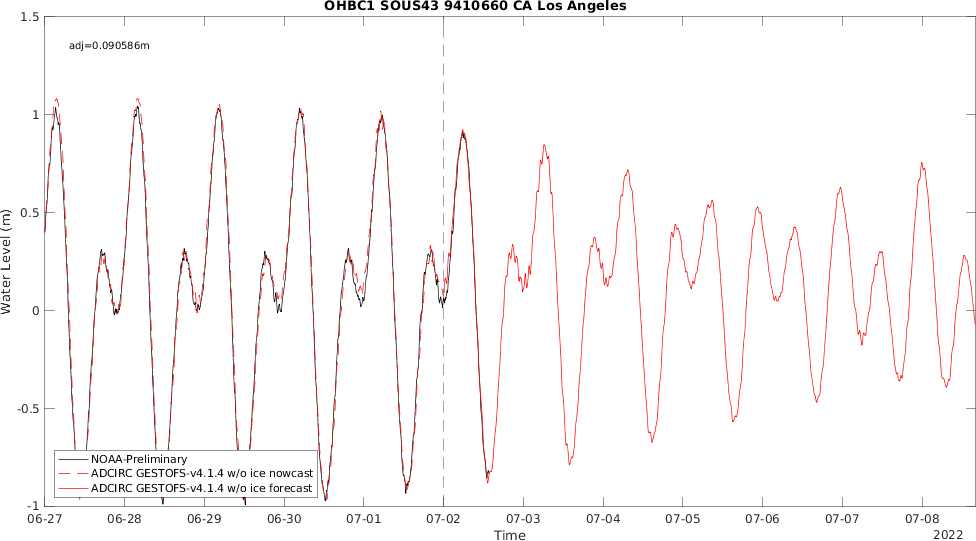 OHBC1 SOUS43 9410660 CA Los Angeles
adj=0.090586m
Water Level (m)
1.5
1
0.5
0
-0.5
-1
NOAA-Preliminary
ADCIRC GESTOFS-v4.1.4 w/o ice nowcast
ADCIRC GESTOFS-v4.1.4 w/o ice forecast
06-27 06-28 06-29 06-30 07-01 07-02 07-03 07-04 07-05 07-06 07-07 07-08
Time
2022